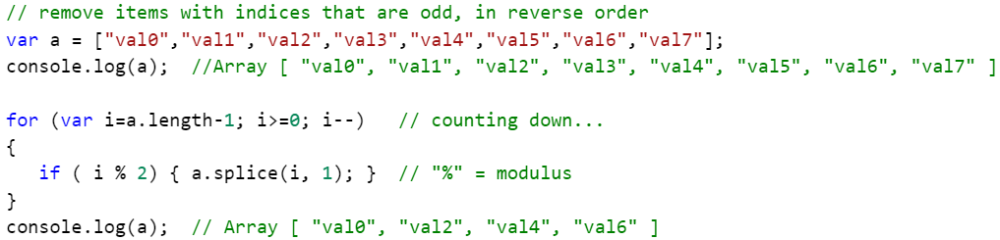 // remove items with indices that are odd, in reverse order
var a = ["val0","val1","val2","val3","val4","val5","val6","val7"];
console.log(a);  //Array [ "val0", "val1", "val2", "val3", "val4", "val5", "val6", "val7" ]

for (var i=a.length-1; i>=0; i--)   // counting down...
{
   if ( i % 2) { a.splice(i, 1); }  // "%" = modulus
}
console.log(a);  // Array [ "val0", "val2", "val4", "val6" ]